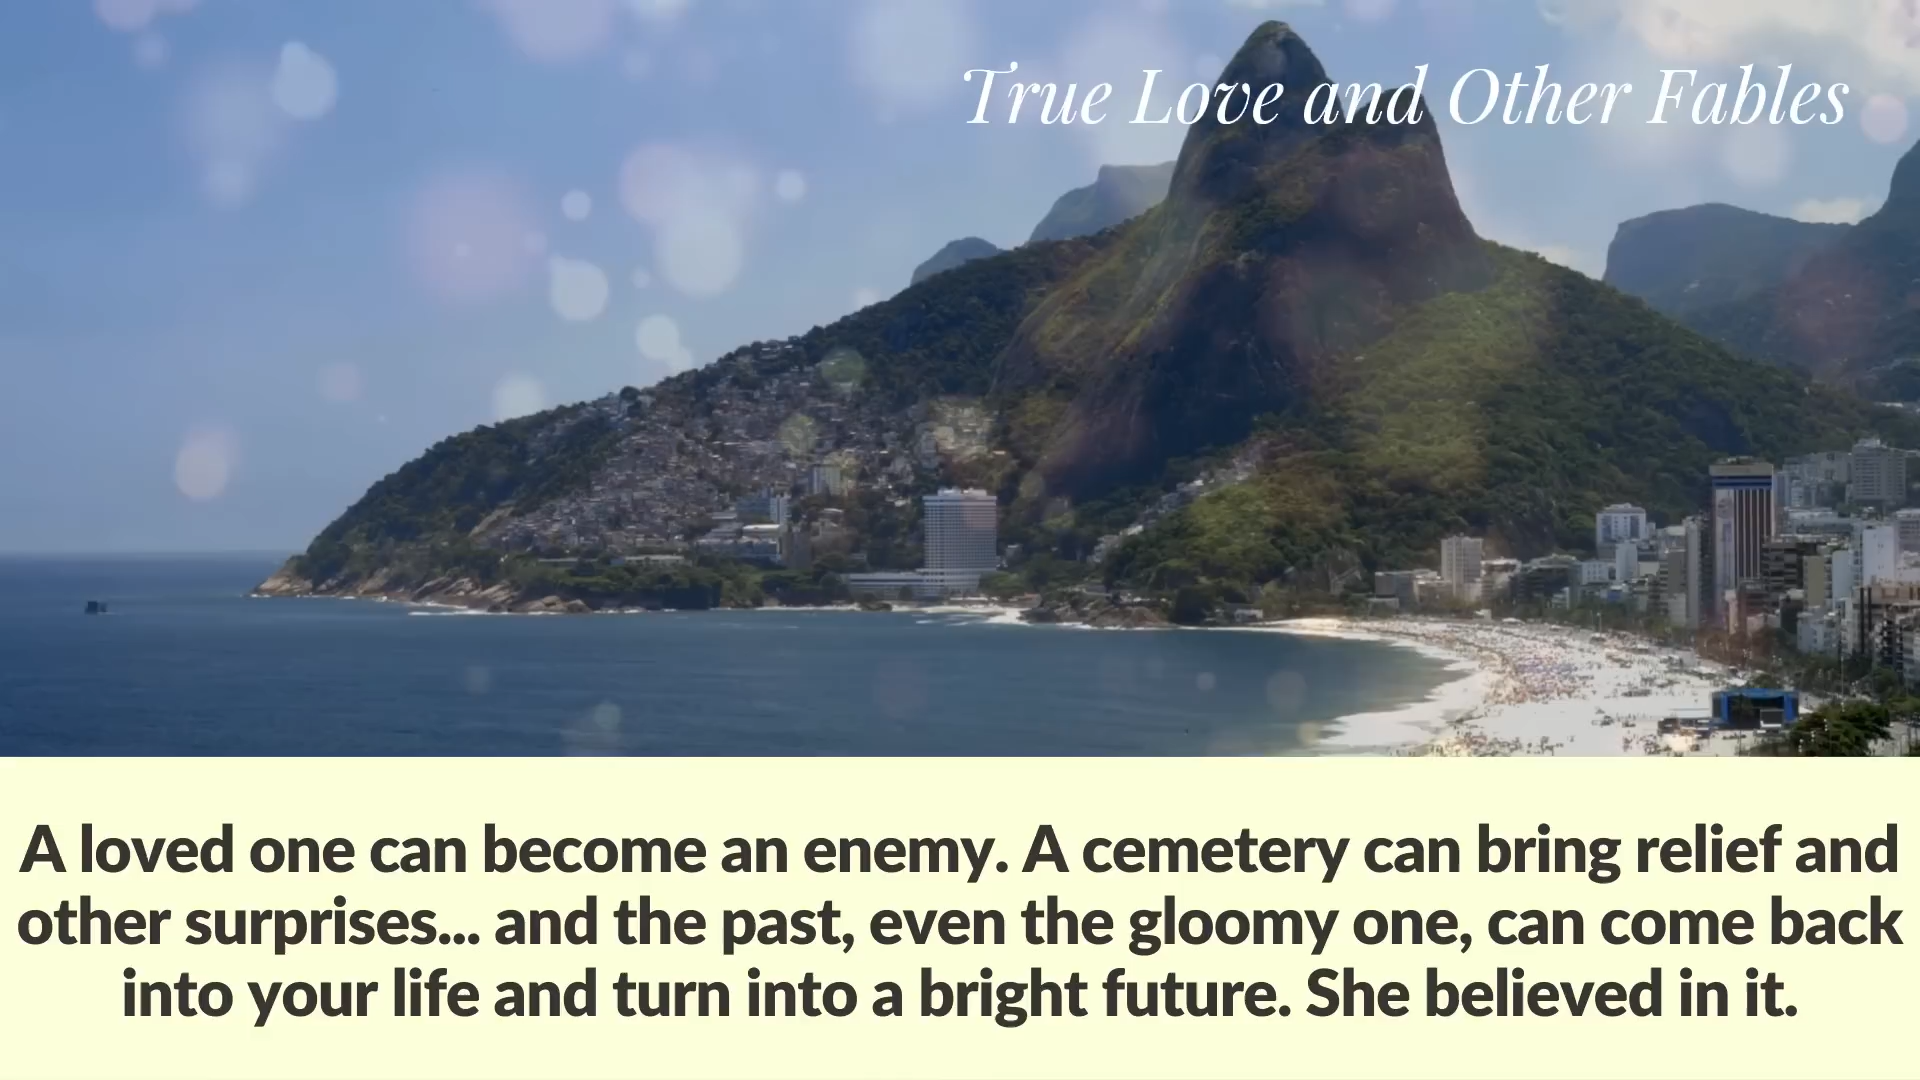 True Love and Other Fables
A loved one can become an enemy. A cemetery can bring relief and
other surprises... and the past, even the gloomy one, can come back
into your life and turn into a bright future. She believed in it.